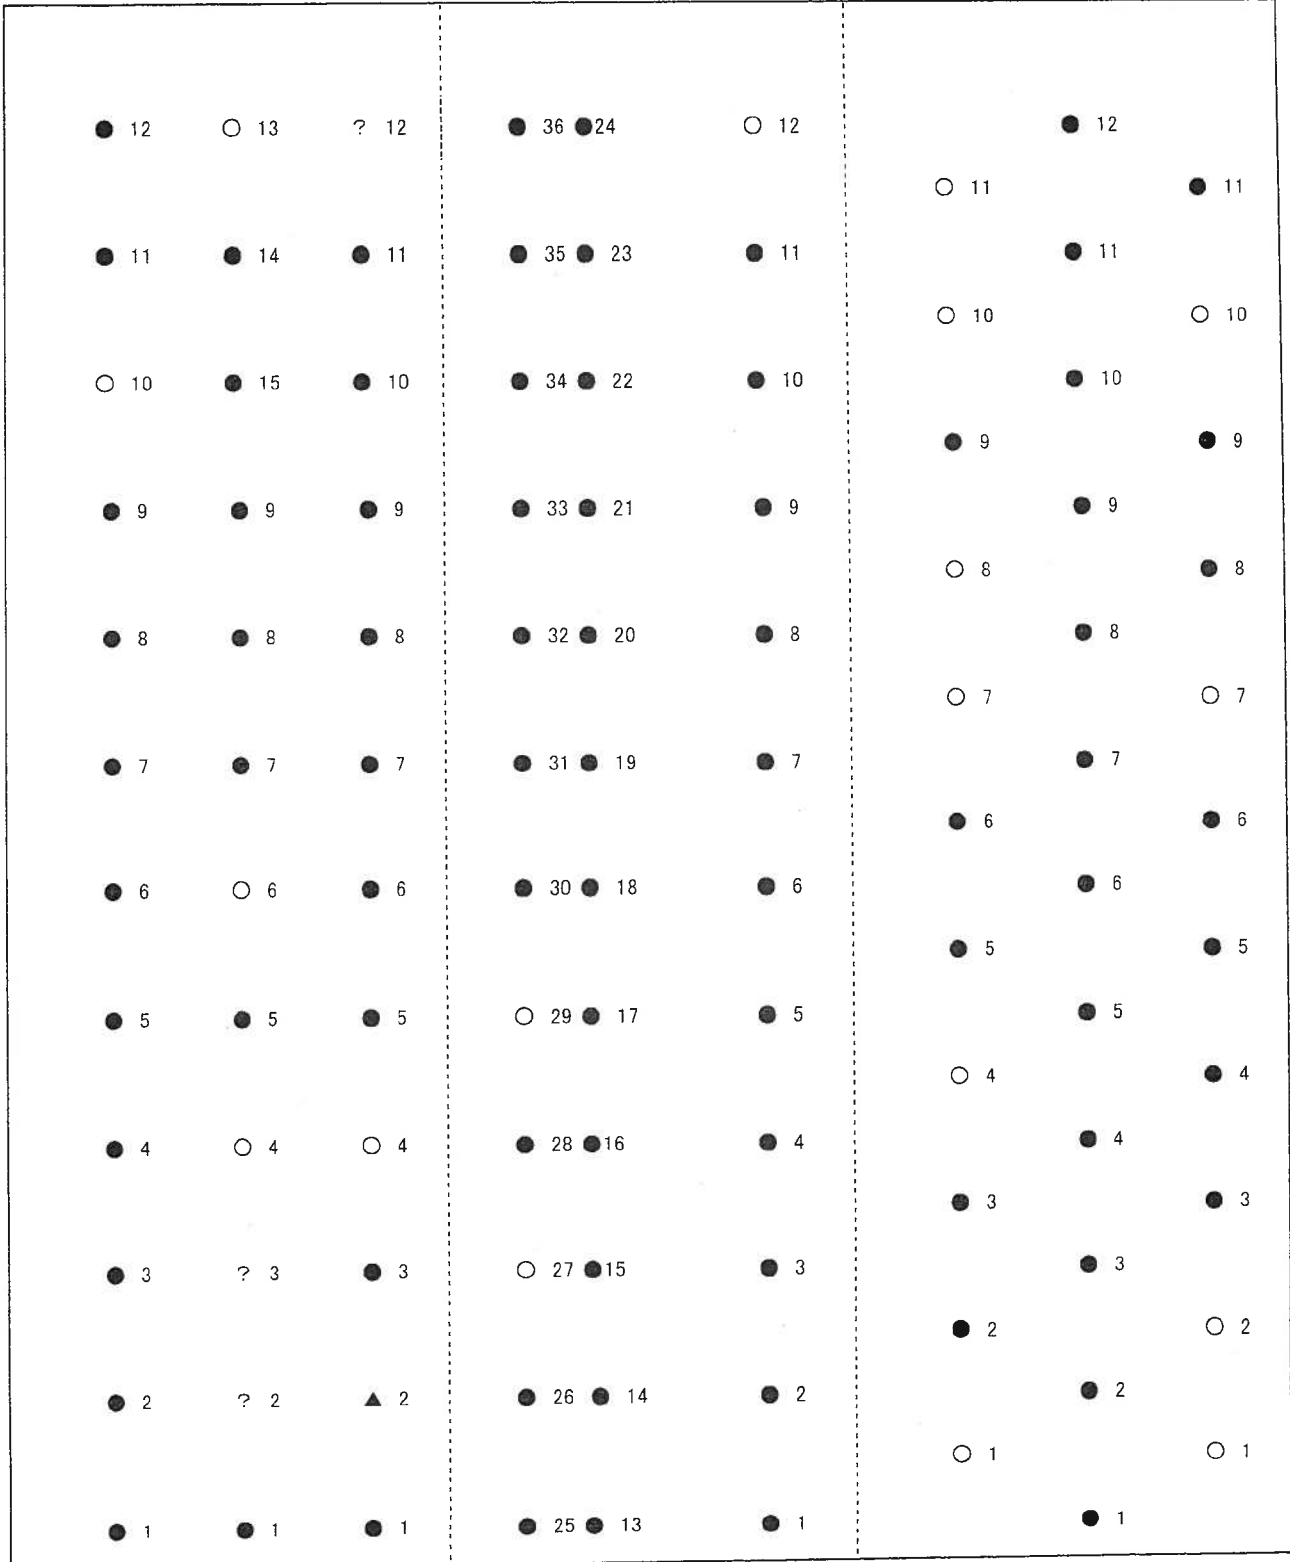 ● 12 ○ 13 ? 12 ● 36 ● 24 ○ 12 ● 12
○ 11 ● 11
● 11 ● 14 ● 11 ● 35 ● 23 ● 11 ● 11
○ 10 ○ 10
○ 10 ● 15 ● 10 ● 34 ● 22 ● 10 ● 10
● 9 ● 9
● 9 ● 9 ● 9 ● 33 ● 21 ● 9 ● 9
○ 8 ● 8
● 8 ● 8 ● 8 ● 32 ● 20 ● 8 ● 8
○ 7 ○ 7
● 7 ● 7 ● 7 ● 31 ● 19 ● 7 ● 7
● 6 ● 6
● 6 ○ 6 ● 6 ● 30 ● 18 ● 6 ● 6
● 5 ● 5
● 5 ● 5 ● 5 ○ 29 ● 17 ● 5 ● 5
○ 4 ● 4
● 4 ○ 4 ○ 4 ● 28 ● 16 ● 4 ● 4
● 3 ● 3
● 3 ? 3 ● 3 ○ 27 ● 15 ● 3 ● 3
● 2 ○ 2
● 2 ? 2 ▲ 2 ● 26 ● 14 ● 2 ● 2
○ 1 ○ 1
● 1 ● 1 ● 1 ● 25 ● 13 ● 1 ● 1